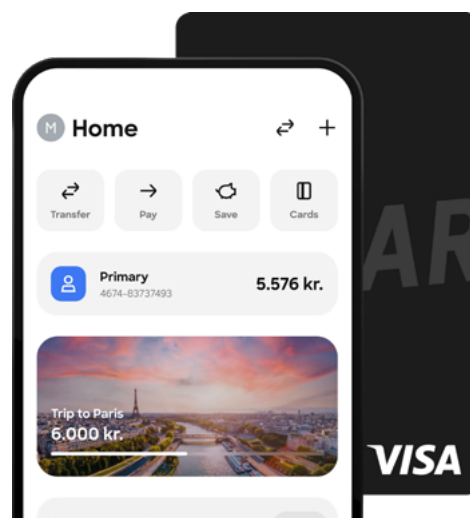 M Home
Transfer
Pay
Save
Cards
Primary
4674-83737493
5.576 kr.
Trip to Paris
6.000 kr.
AR
VISA